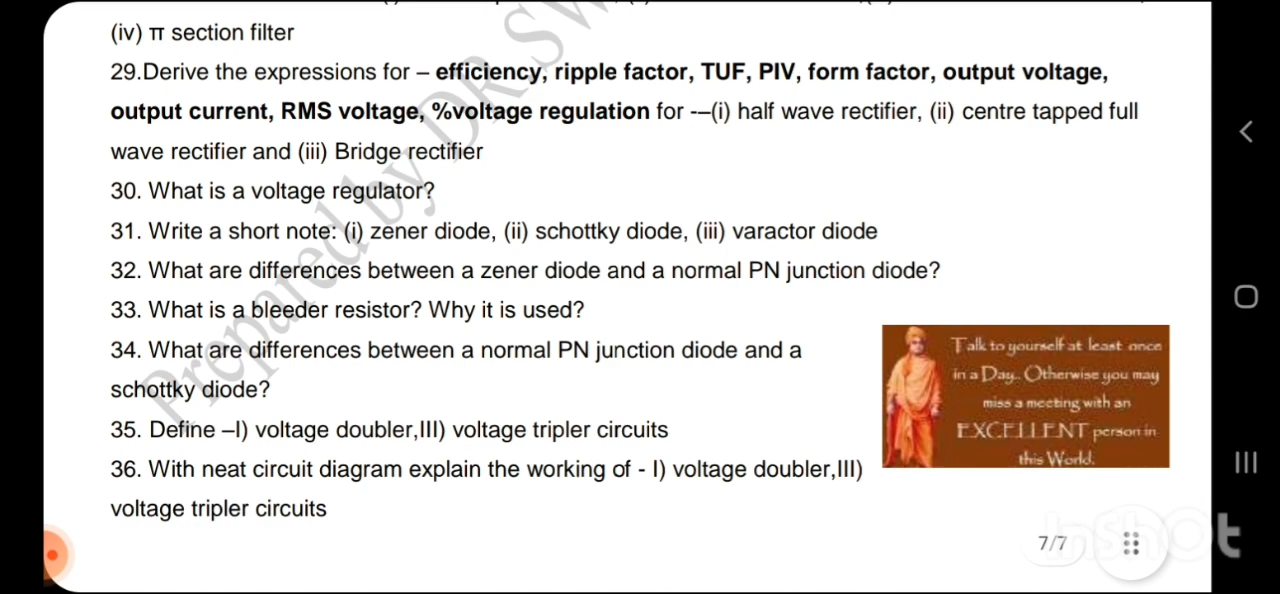 (iv) π section filter
29.Derive the expressions for – efficiency, ripple factor, TUF, PIV, form factor, output voltage,
output current, RMS voltage, %voltage regulation for -–(i) half wave rectifier, (ii) centre tapped full
wave rectifier and (iii) Bridge rectifier
30. What is a voltage regulator?
31. Write a short note: (i) zener diode, (ii) schottky diode, (iii) varactor diode
32. What are differences between a zener diode and a normal PN junction diode?
33. What is a bleeder resistor? Why it is used?
34. What are differences between a normal PN junction diode and a
schottky diode?
35. Define –I) voltage doubler,III) voltage tripler circuits
36. With neat circuit diagram explain the working of - I) voltage doubler,III)
voltage tripler circuits
Talk to yourself at least once
in a Day.. Otherwise you may
miss a meeting with an
EXCELLENT person in
this World.
Prepared by DR SW
7/7
InShOt